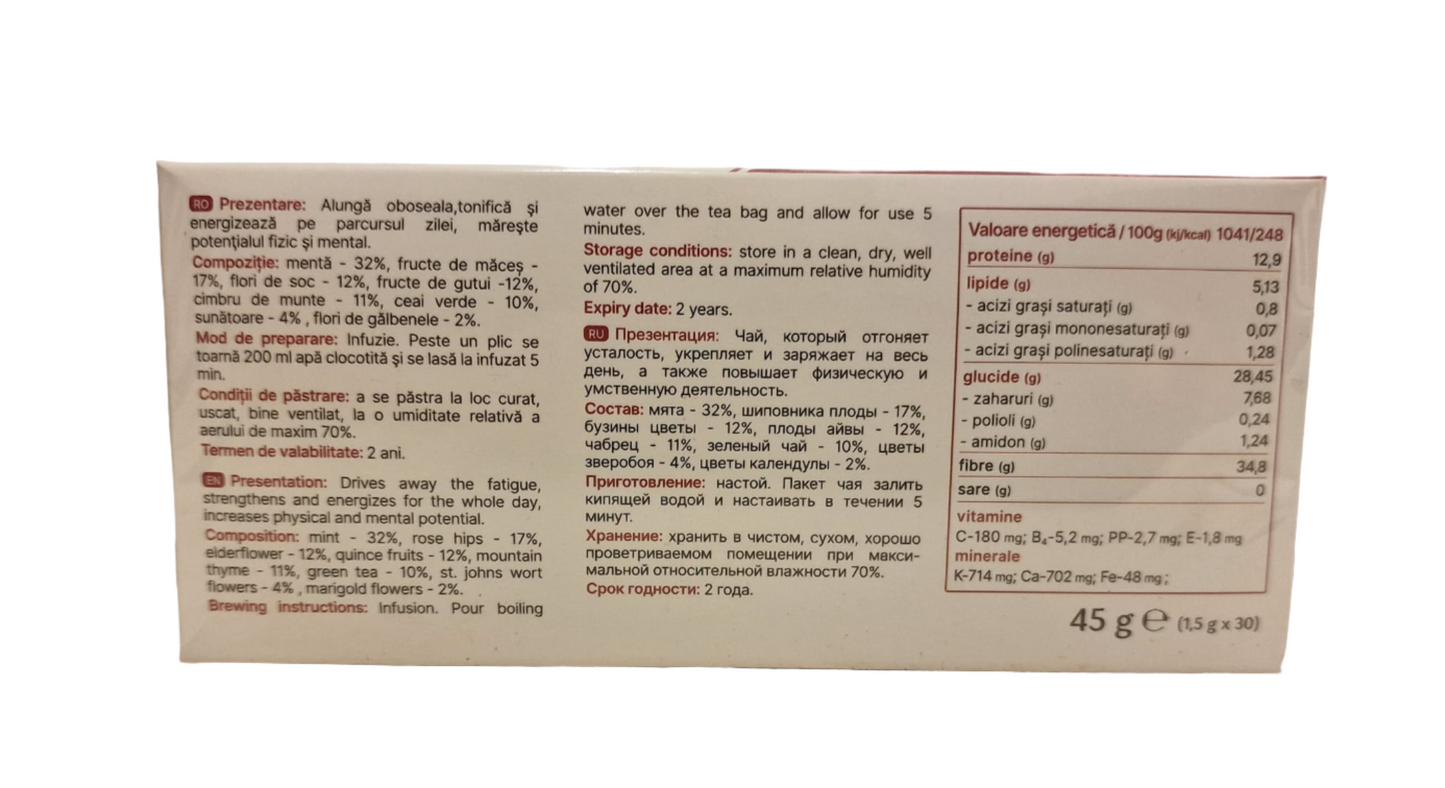 RO Prezentare: Alungă oboseala,tonifică și
energizează pe parcursul zilei, mărește
potenţialul fizic și mental.
Compoziție: mentă - 32%, fructe de măceș -
17%, flori de soc - 12%, fructe de gutui -12%,
cimbru de munte - 11%, ceai verde - 10%,
sunătoare - 4% , flori de gălbenele - 2%.
Mod de preparare: Infuzie. Peste un plic se
toarnă 200 ml apă clocotită și se lasă la infuzat 5
min.
Condiții de păstrare: a se păstra la loc curat,
uscat, bine ventilat, la o umiditate relativă a
aerului de maxim 70%.
Termen de valabilitate: 2 ani.
EN Presentation: Drives away the fatigue,
strengthens and energizes for the whole day,
increases physical and mental potential.
Composition: mint - 32%, rose hips - 17%,
elderflower - 12%, quince fruits - 12%, mountain
thyme - 11%, green tea - 10%, st. johns wort
flowers - 4% , marigold flowers - 2%.
Brewing instructions: Infusion. Pour boiling
water over the tea bag and allow for use 5
minutes.
Storage conditions: store in a clean, dry, well
ventilated area at a maximum relative humidity
of 70%.
Expiry date: 2 years.
RU Презентация: Чай, который отгоняет
усталость, укрепляет и заряжает на весь
день, а также повышает физическую и
умственную деятельность.
Состав: мята - 32%, шиповника плоды - 17%,
бузины цветы - 12%, плоды айвы - 12%,
чабрец - 11%, зеленый чай - 10%, цветы
зверобоя - 4%, цветы календулы - 2%.
Приготовление: настой. Пакет чая залить
кипящей водой и настаивать в течении 5
минут.
Хранение: хранить в чистом, сухом, хорошо
проветриваемом помещении при макси-
мальной относительной влажности 70%.
Срок годности: 2 года.
Valoare energetică / 100g (kj/kcal) 1041/248
proteine (g) 12,9
lipide (g) 5,13
- acizi grași saturați (g) 0,8
- acizi grași mononesaturați (g) 0,07
- acizi grași polinesaturați (g) 1,28
glucide (g) 28,45
- zaharuri (g) 7,68
- polioli (g) 0,24
- amidon (g) 1,24
fibre (g) 34,8
sare (g) 0
vitamine
C-180 mg; B₄-5,2 mg; PP-2,7 mg; E-1,8 mg
minerale
K-714 mg; Ca-702 mg; Fe-48 mg;
45 g ℮ (1,5 g x 30)